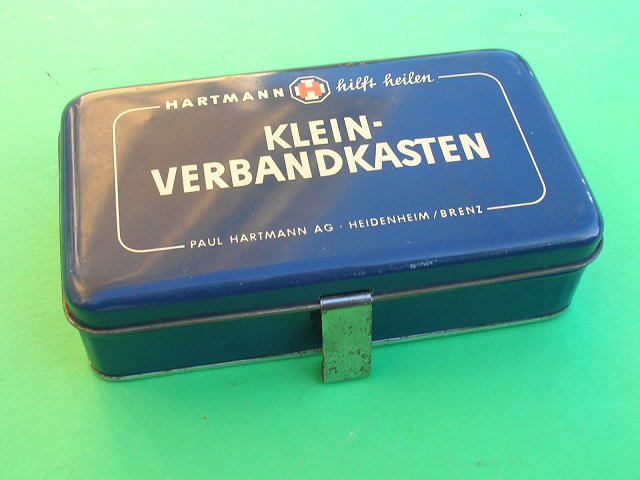 HARTMANN H hilft heilen
KLEIN-
VERBANDKASTEN
PAUL HARTMANN AG · HEIDENHEIM/BRENZ